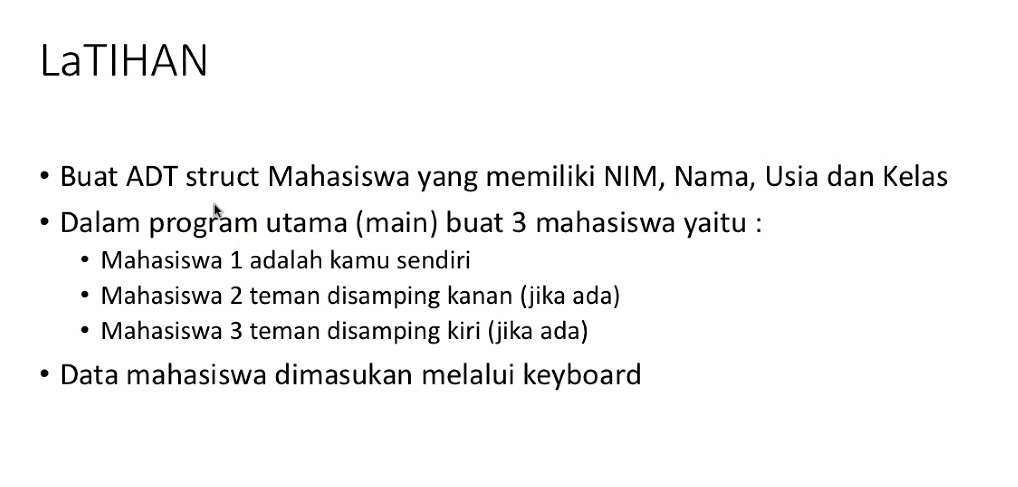 LaTIHAN
• Buat ADT struct Mahasiswa yang memiliki NIM, Nama, Usia dan Kelas
• Dalam program utama (main) buat 3 mahasiswa yaitu :
• Mahasiswa 1 adalah kamu sendiri
• Mahasiswa 2 teman disamping kanan (jika ada)
• Mahasiswa 3 teman disamping kiri (jika ada)
• Data mahasiswa dimasukan melalui keyboard